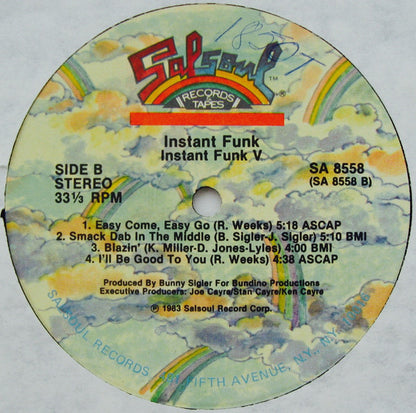 Salsoul
TM
RECORDS
& TAPES
®
Instant Funk
Instant Funk V
SIDE B
STEREO
33⅓ RPM
SA 8558
(SA 8558 B)
1. Easy Come, Easy Go (R. Weeks) 5:18 ASCAP
2. Smack Dab In The Middle (B. Sigler-J. Sigler) 5:10 BMI
3. Blazin' (K. Miller-D. Jones-Lyles) 4:00 BMI
4. I'll Be Good To You (R. Weeks) 4:38 ASCAP
Produced By Bunny Sigler For Bundino Productions
Executive Producers: Joe Cayre/Stan Cayre/Ken Cayre
Ⓟ 1983 Salsoul Record Corp.
SALSOUL RECORDS FIFTH AVENUE, N.Y., N.Y.